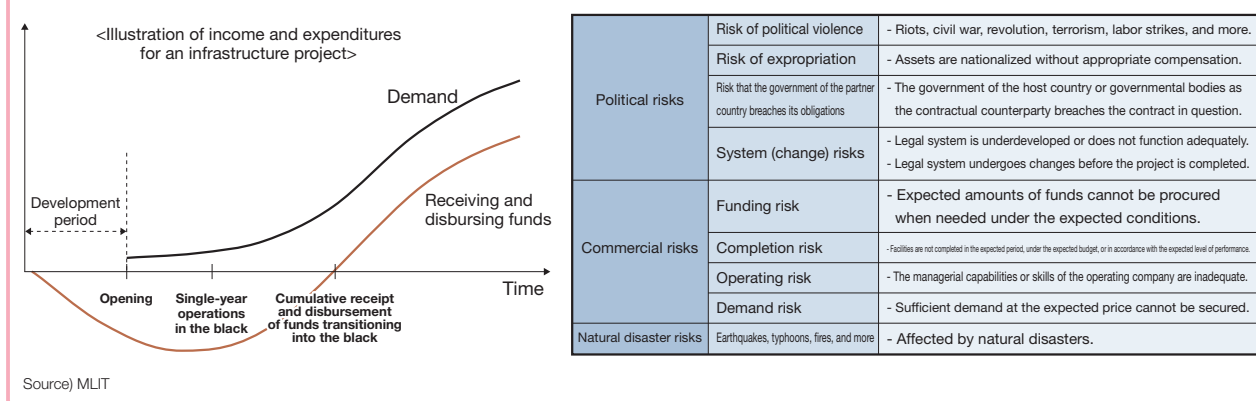 <Illustration of income and expenditures
for an infrastructure project>
Demand
Receiving and
disbursing funds
Development
period
Time
Opening
Single-year
operations
in the black
Cumulative receipt
and disbursement
of funds transitioning
into the black
Source) MLIT
Political risks
Risk of political violence
- Riots, civil war, revolution, terrorism, labor strikes, and more.
Risk of expropriation
- Assets are nationalized without appropriate compensation.
Risk that the government of the partner
country breaches its obligations
- The government of the host country or governmental bodies as
the contractual counterparty breaches the contract in question.
System (change) risks
- Legal system is underdeveloped or does not function adequately.
- Legal system undergoes changes before the project is completed.
Commercial risks
Funding risk
- Expected amounts of funds cannot be procured
when needed under the expected conditions.
Completion risk
- Facilities are not completed in the expected period, under the expected budget, or in accordance with the expected level of performance.
Operating risk
- The managerial capabilities or skills of the operating company are inadequate.
Demand risk
- Sufficient demand at the expected price cannot be secured.
Natural disaster risks
Earthquakes, typhoons, fires, and more
- Affected by natural disasters.